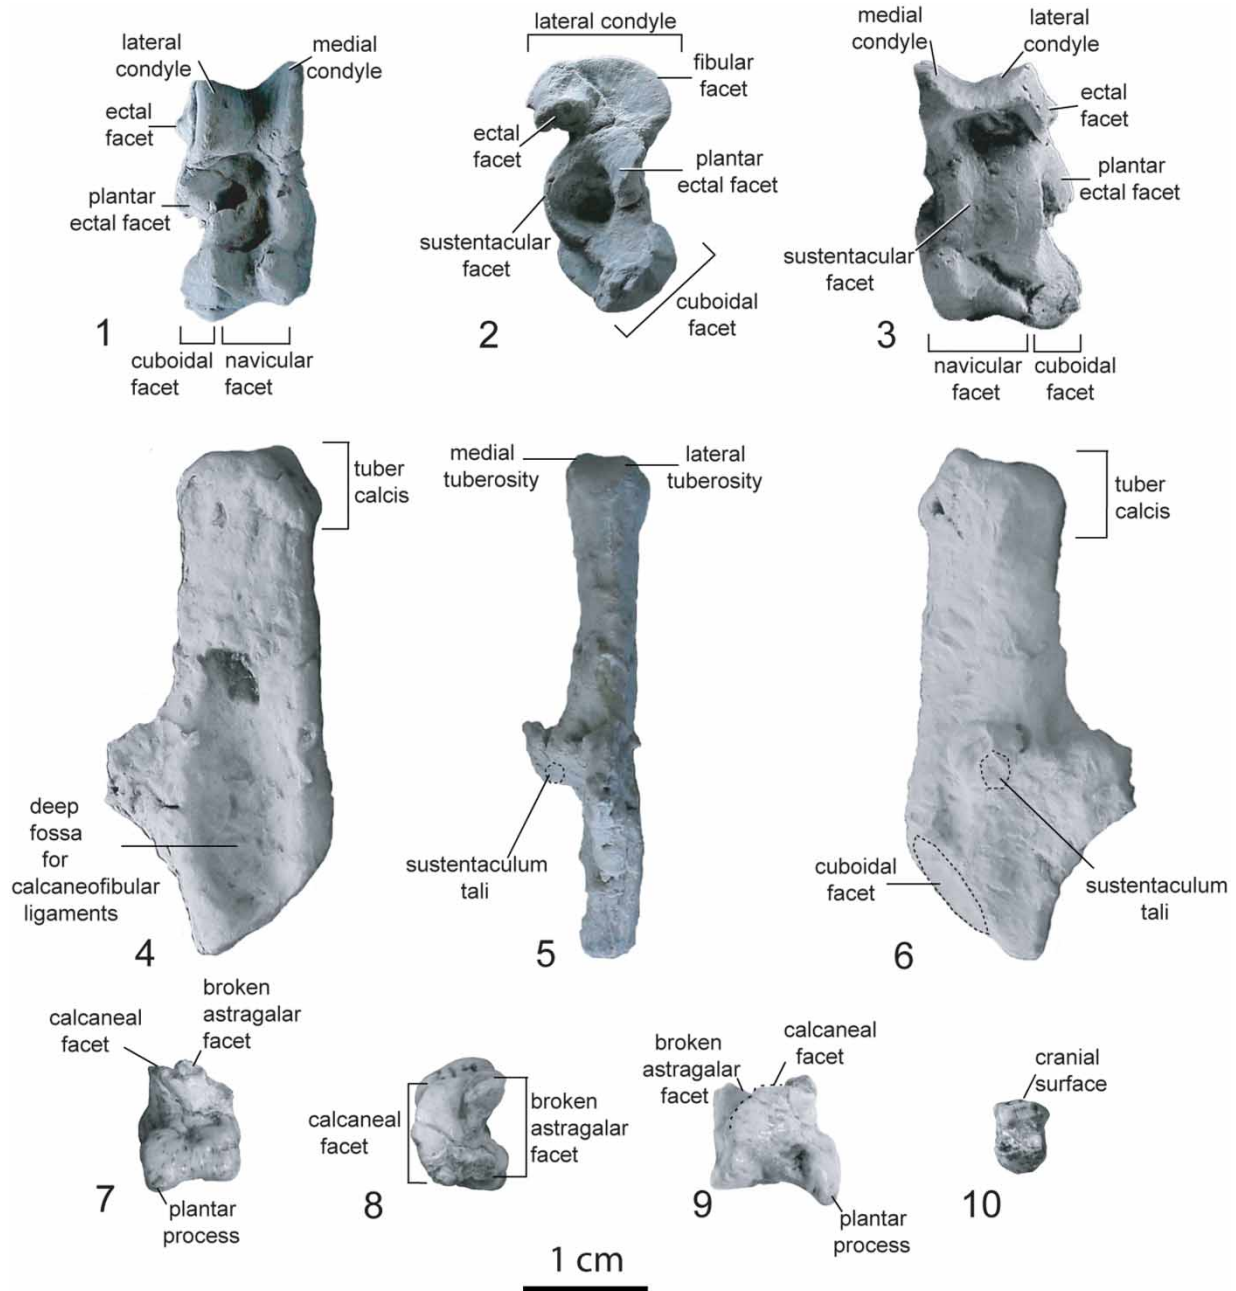 lateral
condyle
medial
condyle
ectal
facet
plantar
ectal facet
1
cuboidal
facet
navicular
facet
lateral condyle
fibular
facet
ectal
facet
plantar
ectal facet
sustentacular
facet
cuboidal
facet
2
medial
condyle
lateral
condyle
ectal
facet
plantar
ectal facet
sustentacular
facet
3
navicular
facet
cuboidal
facet
tuber
calcis
deep
fossa
for
calcaneofibular
ligaments
4
medial
tuberosity
lateral
tuberosity
sustentaculum
tali
5
tuber
calcis
cuboidal
facet
sustentaculum
tali
6
calcaneal
facet
broken
astragalar
facet
7
plantar
process
calcaneal
facet
broken
astragalar
facet
8
broken
astragalar
facet
calcaneal
facet
9
plantar
process
cranial
surface
10
1 cm